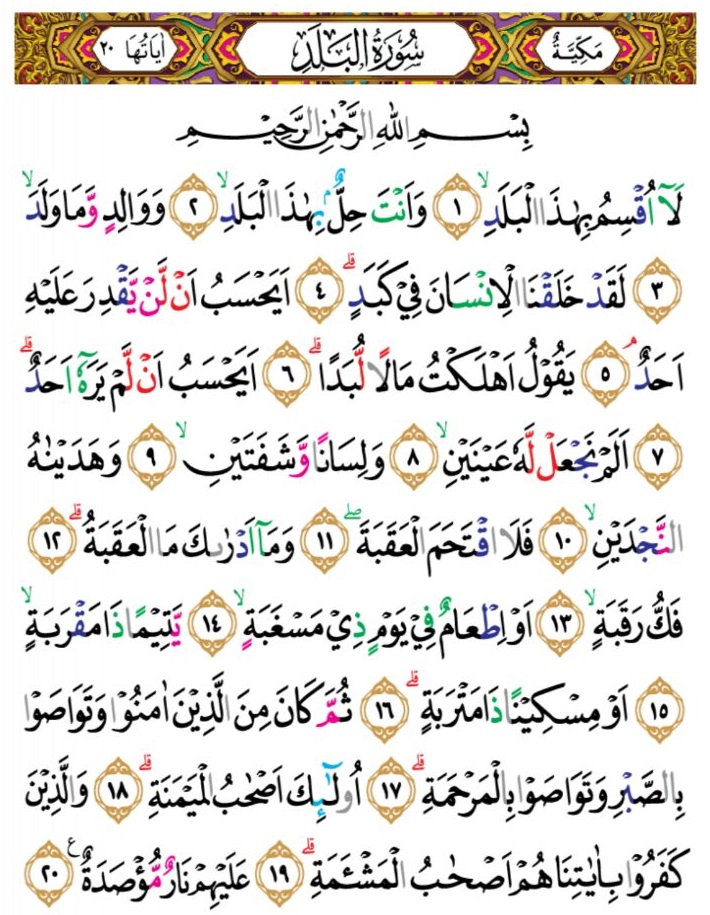 مَكِّيَّةٌ سُوْرَةُ الْبَلَدِ اٰيَاتُهَا ٢٠
بِسْمِ اللهِ الرَّحْمٰنِ الرَّحِيْمِ
لَآ اُقْسِمُ بِهٰذَا الْبَلَدِۙ ١ وَاَنْتَ حِلٌّۢ بِهٰذَا الْبَلَدِۙ ٢ وَوَالِدٍ وَّمَا وَلَدَۙ
٣ لَقَدْ خَلَقْنَا الْاِنْسَانَ فِيْ كَبَدٍۗ ٤ اَيَحْسَبُ اَنْ لَّنْ يَّقْدِرَ عَلَيْهِ
اَحَدٌۘ ٥ يَقُوْلُ اَهْلَكْتُ مَالًا لُّبَدًاۗ ٦ اَيَحْسَبُ اَنْ لَّمْ يَرَهٗٓ اَحَدٌۗ
٧ اَلَمْ نَجْعَلْ لَّهٗ عَيْنَيْنِۙ ٨ وَلِسَانًا وَّشَفَتَيْنِۙ ٩ وَهَدَيْنٰهُ
النَّجْدَيْنِۙ ١٠ فَلَا اقْتَحَمَ الْعَقَبَةَۖ ١١ وَمَآ اَدْرٰىكَ مَا الْعَقَبَةُۗ ١٢
فَكُّ رَقَبَةٍۙ ١٣ اَوْ اِطْعَامٌ فِيْ يَوْمٍ ذِيْ مَسْغَبَةٍۙ ١٤ يَّتِيْمًا ذَا مَقْرَبَةٍۙ
١٥ اَوْ مِسْكِيْنًا ذَا مَتْرَبَةٍۗ ١٦ ثُمَّ كَانَ مِنَ الَّذِيْنَ اٰمَنُوْا وَتَوَاصَوْا
بِالصَّبْرِ وَتَوَاصَوْا بِالْمَرْحَمَةِۗ ١٧ اُولٰۤىِٕكَ اَصْحٰبُ الْمَيْمَنَةِۗ ١٨ وَالَّذِيْنَ
كَفَرُوْا بِاٰيٰتِنَا هُمْ اَصْحٰبُ الْمَشْـَٔمَةِۗ ١٩ عَلَيْهِمْ نَارٌ مُّؤْصَدَةٌ ࣖ ٢٠